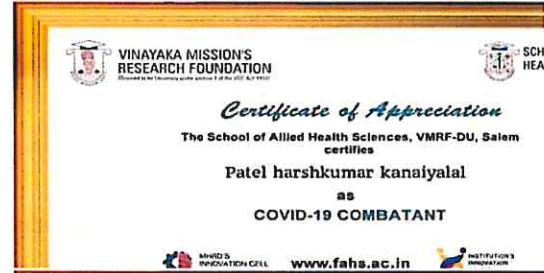 VINAYAKA MISSION'S
RESEARCH FOUNDATION
SCH
HEA
Certificate of Appreciation
The School of Allied Health Sciences, VMRF-DU, Salem
certifies
Patel harshkumar kanaiyalal
as
COVID-19 COMBATANT
MHRD'S
INNOVATION CELL
www.fahs.ac.in
INSTITUTION'S
INNOVATION